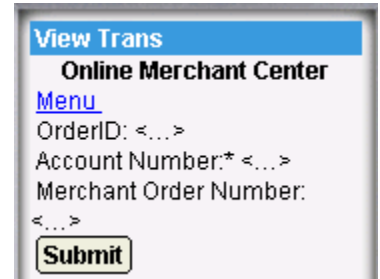 View Trans
Online Merchant Center
Menu
OrderID: <...>
Account Number:* <...>
Merchant Order Number:
<...>
Submit